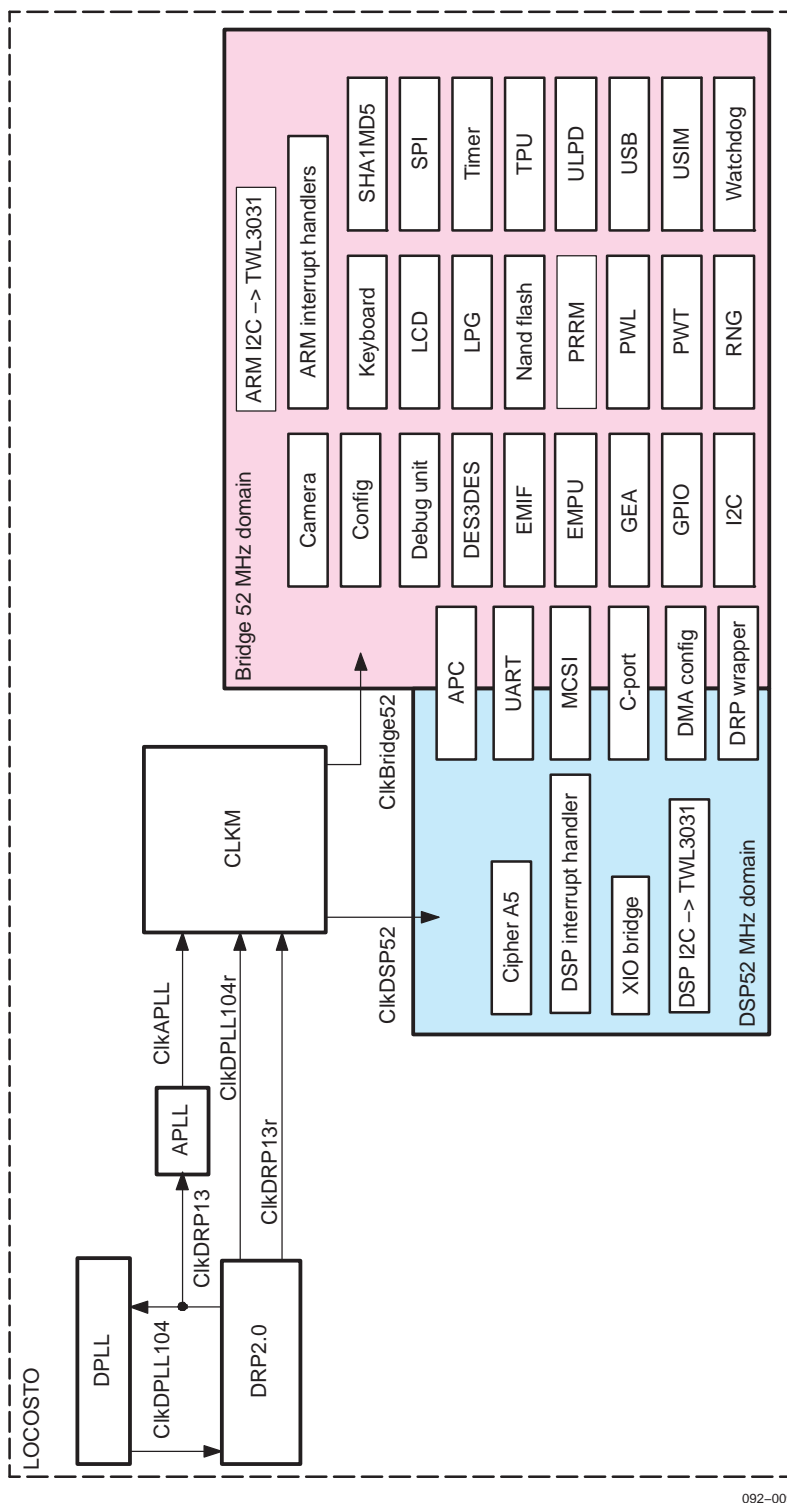 LOCOSTO
DPLL
ClkDPLL104
DRP2.0
ClkDRP13
APLL
ClkAPLL
ClkDPLL104r
ClkDRP13r
CLKM
ClkDSP52
ClkBridge52
DSP52 MHz domain
Cipher A5
DSP interrupt handler
XIO bridge
DSP I2C –> TWL3031
APC
UART
MCSI
C-port
DMA config
DRP wrapper
Bridge 52 MHz domain
ARM I2C –> TWL3031
ARM interrupt handlers
Camera
Config
Debug unit
DES3DES
EMIF
EMPU
GEA
GPIO
I2C
Keyboard
LCD
LPG
Nand flash
PRRM
PWL
PWT
RNG
SHA1MD5
SPI
Timer
TPU
ULPD
USB
USIM
Watchdog